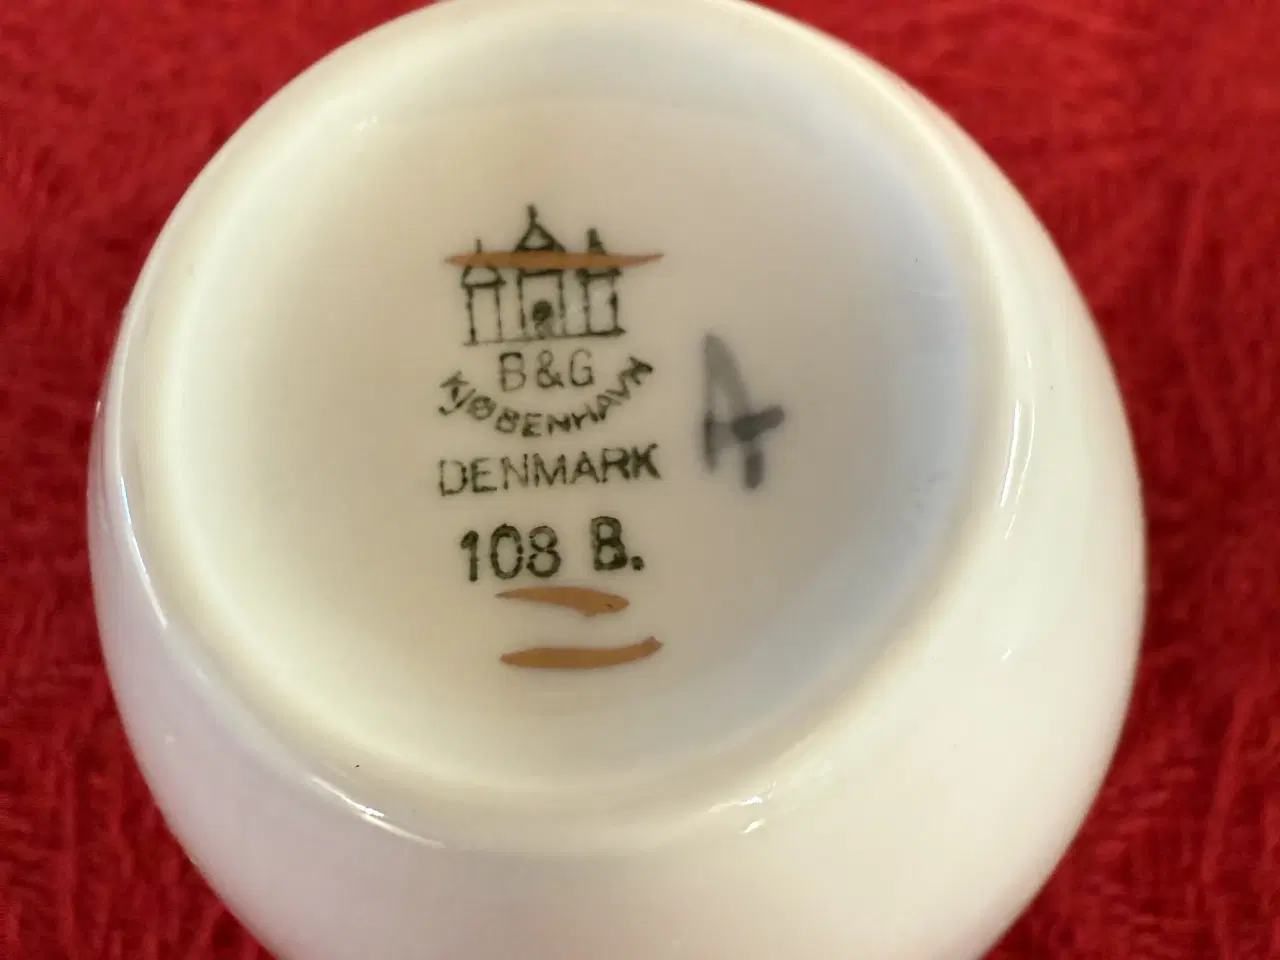 B&G
KJØBENHAVN
DENMARK
108 B.
A